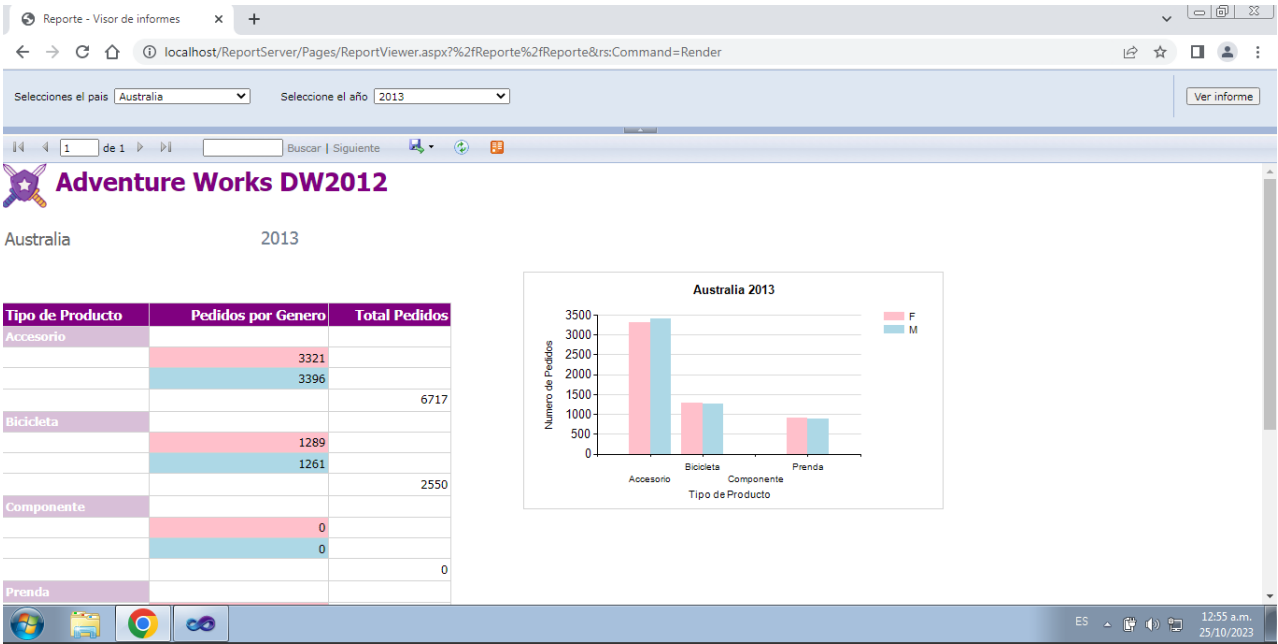 Reporte - Visor de informes
localhost/ReportServer/Pages/ReportViewer.aspx?%2fReporte%2fReporte&rs:Command=Render
Selecciones el pais Australia Seleccione el año 2013 Ver informe
1 de 1 Buscar | Siguiente
Adventure Works DW2012
Australia 2013
Tipo de Producto Pedidos por Genero Total Pedidos
Accesorio
3321
3396
6717
Bicicleta
1289
1261
2550
Componente
0
0
0
Prenda
Australia 2013
F
M
3500
3000
2500
2000
1500
1000
500
0
Numero de Pedidos
Accesorio Bicicleta Componente Prenda
Tipo de Producto
ES 12:55 a.m.
25/10/2023